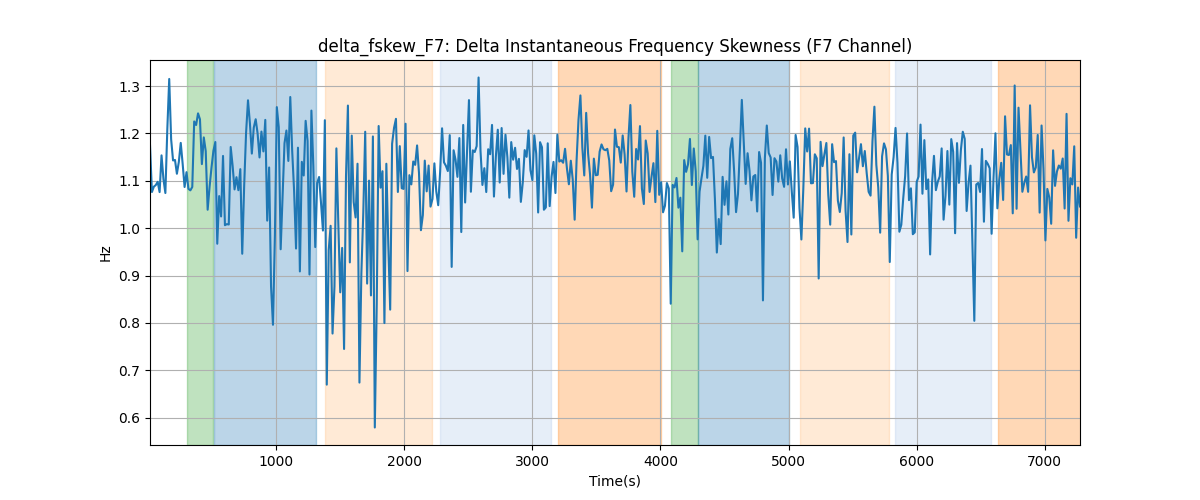 delta_fskew_F7: Delta Instantaneous Frequency Skewness (F7 Channel)
1.3
1.2
1.1
1.0
0.9
0.8
0.7
0.6
Hz
1000 2000 3000 4000 5000 6000 7000
Time(s)